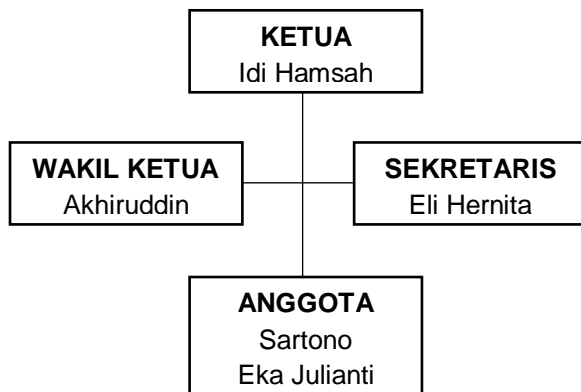 KETUA
Idi Hamsah
WAKIL KETUA
Akhiruddin
SEKRETARIS
Eli Hernita
ANGGOTA
Sartono
Eka Julianti